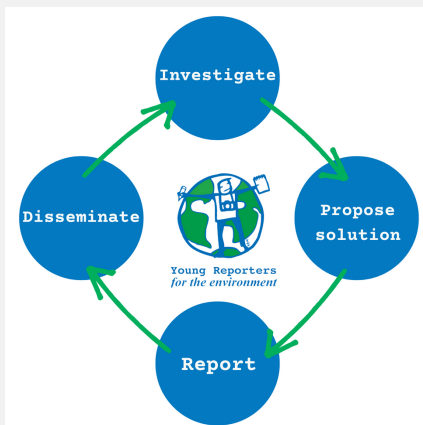 Investigate
Disseminate
Propose
solution
Young Reporters
for the environment
Report